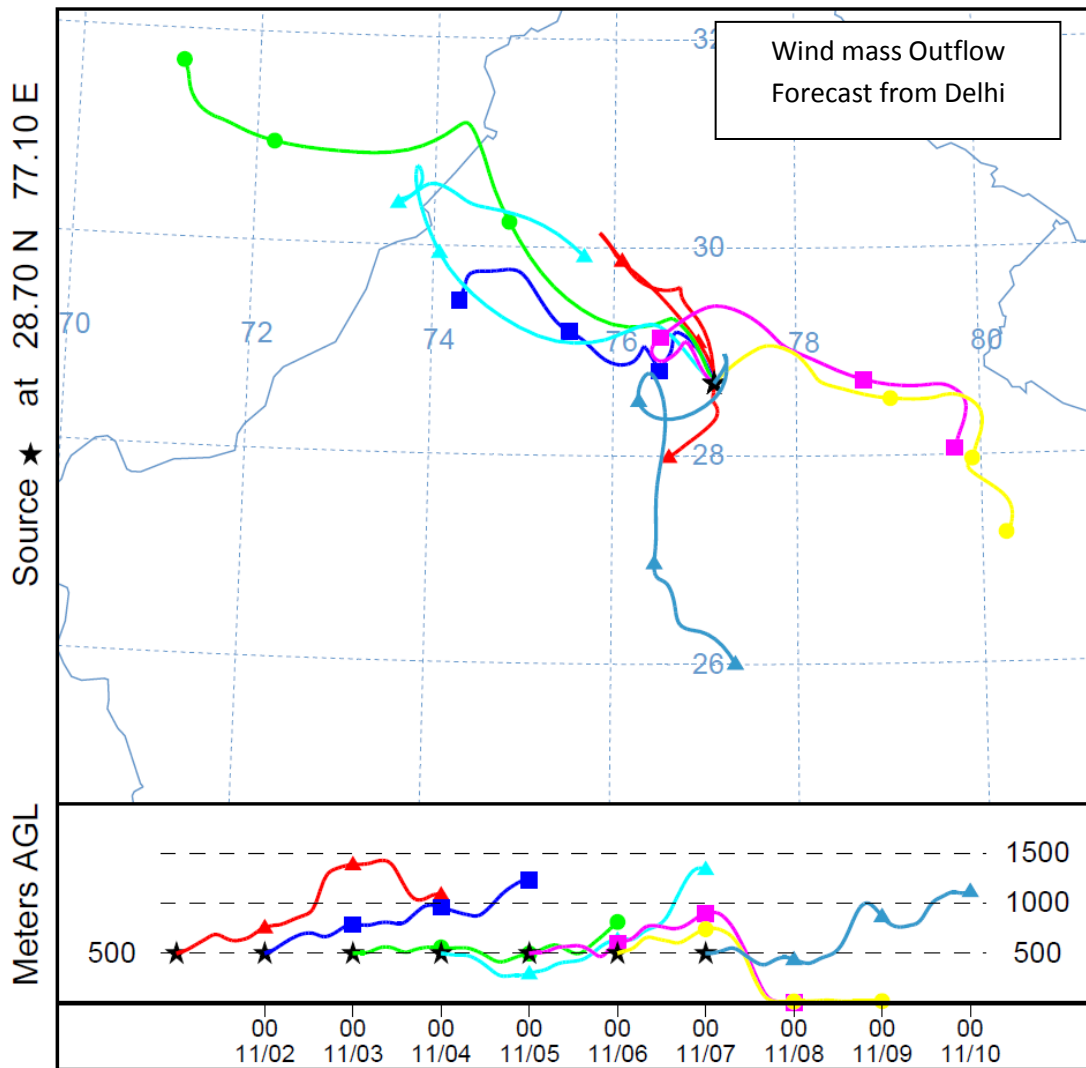 Wind mass Outflow
Forecast from Delhi
Source ★ at 28.70 N 77.10 E
32
30
70
72
74
76
78
80
28
26
Meters AGL
1500
1000
500
500
00 00 00 00 00 00 00 00 00
11/02 11/03 11/04 11/05 11/06 11/07 11/08 11/09 11/10